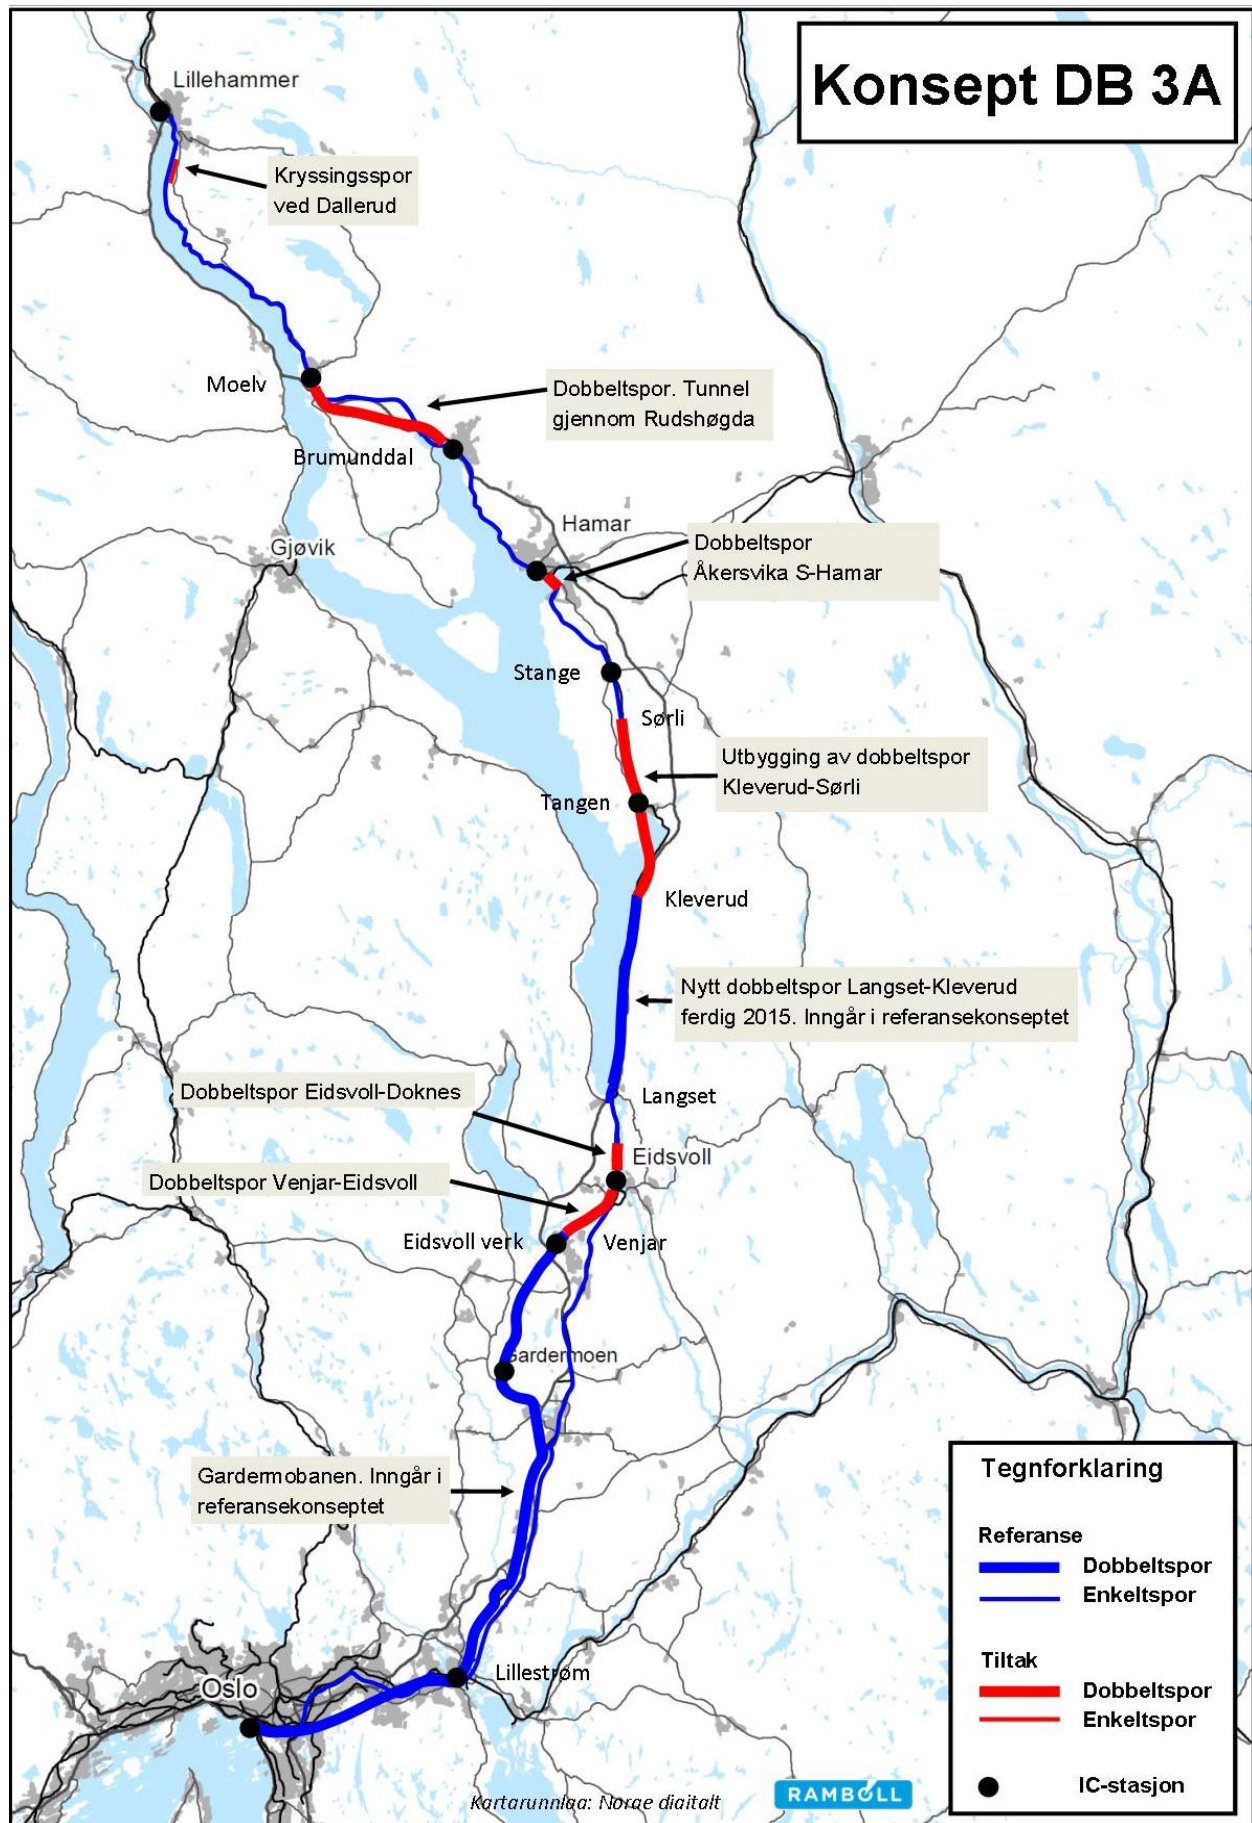 Konsept DB 3A
Lillehammer
Kryssingsspor
ved Dallerud
Moelv
Dobbeltspor. Tunnel
gjennom Rudshøgda
Brumunddal
Hamar
Gjøvik
Dobbeltspor
Åkersvika S-Hamar
Stange
Sørli
Utbygging av dobbeltspor
Kleverud-Sørli
Tangen
Kleverud
Nytt dobbeltspor Langset-Kleverud
ferdig 2015. Inngår i referansekonseptet
Dobbeltspor Eidsvoll-Doknes
Langset
Eidsvoll
Dobbeltspor Venjar-Eidsvoll
Eidsvoll verk
Venjar
Gardermoen
Gardermobanen. Inngår i
referansekonseptet
Lillestrøm
Oslo
Tegnforklaring
Referanse
Dobbeltspor
Enkeltspor
Tiltak
Dobbeltspor
Enkeltspor
IC-stasjon
Kartgrunnlag: Norge digitalt
RAMBOLL